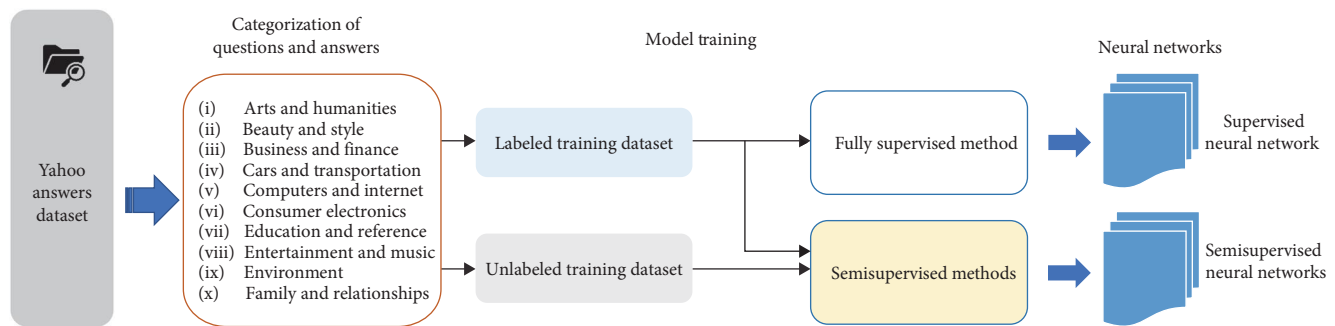 Yahoo
answers
dataset
Categorization of
questions and answers
(i) Arts and humanities
(ii) Beauty and style
(iii) Business and finance
(iv) Cars and transportation
(v) Computers and internet
(vi) Consumer electronics
(vii) Education and reference
(viii) Entertainment and music
(ix) Environment
(x) Family and relationships
Model training
Labeled training dataset
Unlabeled training dataset
Fully supervised method
Semisupervised methods
Neural networks
Supervised
neural network
Semisupervised
neural networks